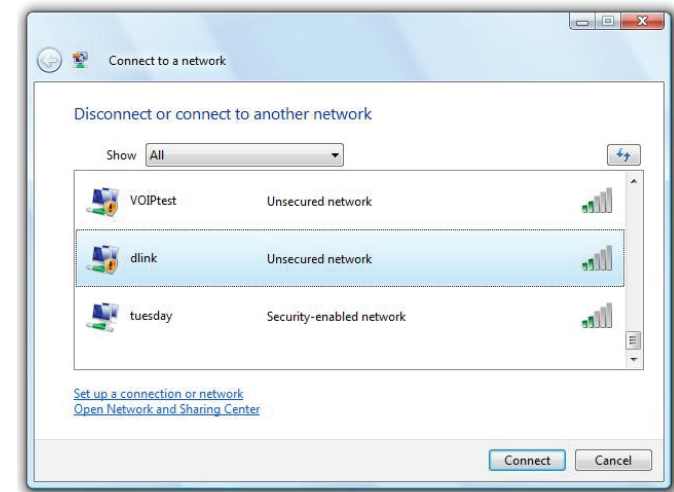 Connect to a network
Disconnect or connect to another network
Show All
VOIPtest Unsecured network
dlink Unsecured network
tuesday Security-enabled network
Set up a connection or network
Open Network and Sharing Center
Connect Cancel